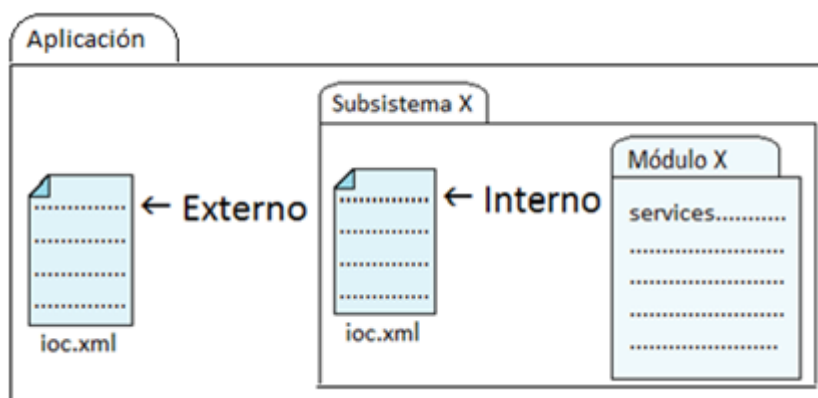 Aplicación
Subsistema X
Módulo X
← Externo
← Interno
services...........
ioc.xml
ioc.xml